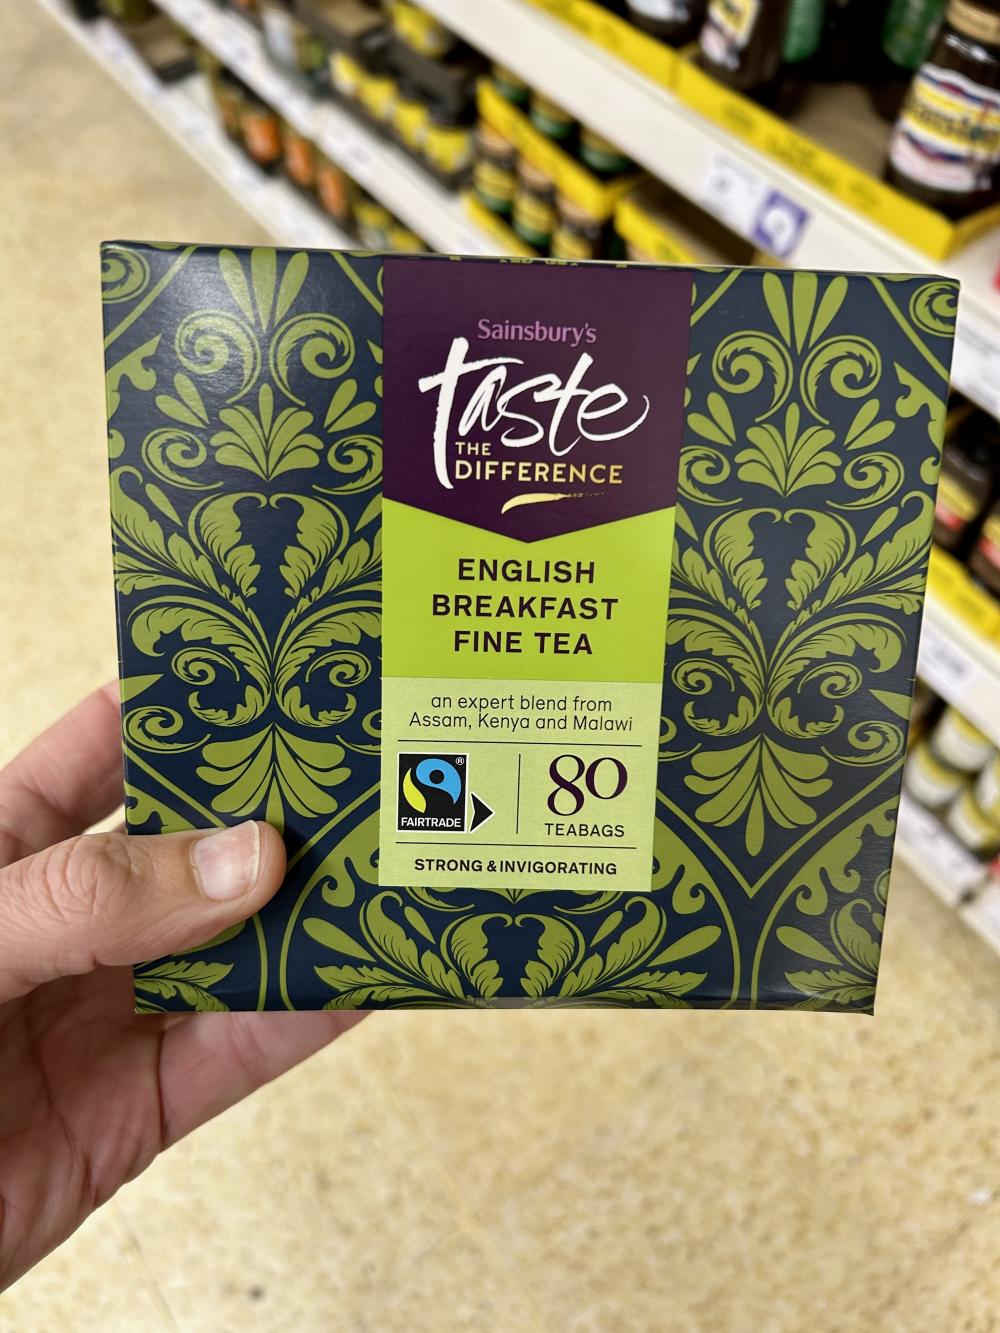 Sainsbury's
taste
THE
DIFFERENCE
ENGLISH
BREAKFAST
FINE TEA
an expert blend from
Assam, Kenya and Malawi
FAIRTRADE
®
80
TEABAGS
STRONG & INVIGORATING